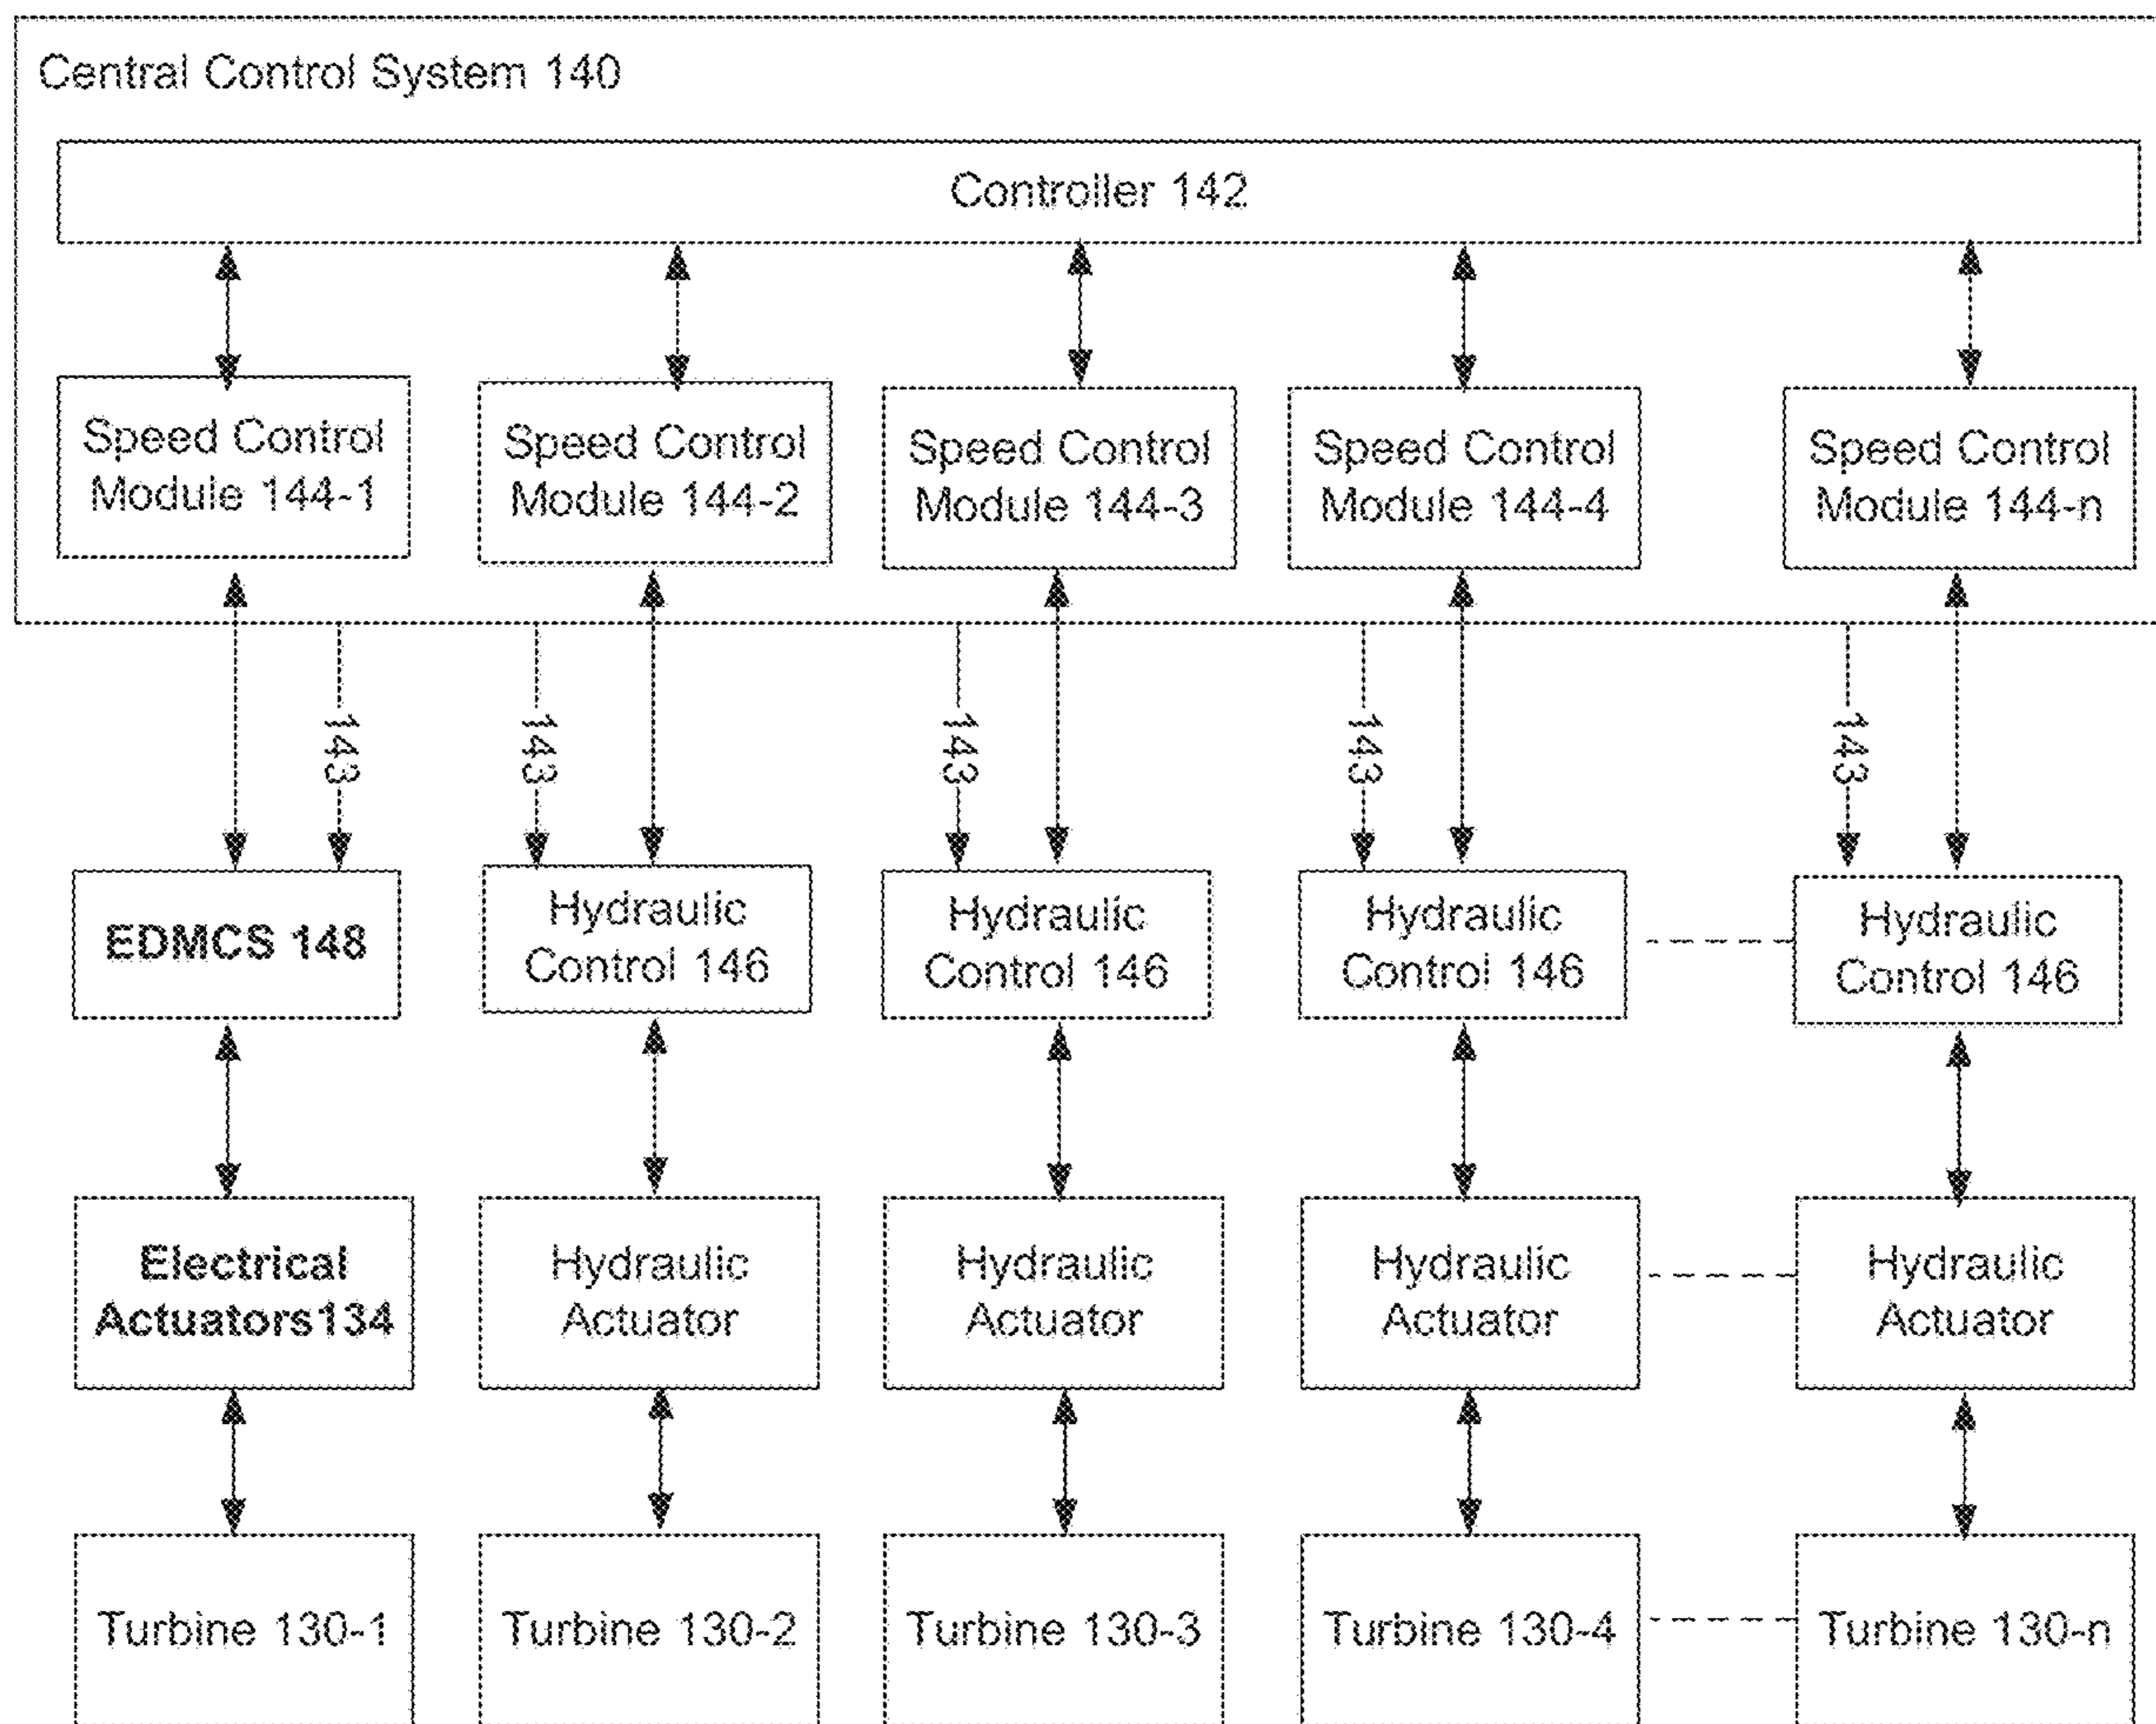 Central Control System 140
Controller 142
Speed Control
Module 144-1
Speed Control
Module 144-2
Speed Control
Module 144-3
Speed Control
Module 144-4
Speed Control
Module 144-n
143
143
143
143
143
EDMCS 148
Hydraulic
Control 146
Hydraulic
Control 146
Hydraulic
Control 146
Hydraulic
Control 146
Electrical
Actuators134
Hydraulic
Actuator
Hydraulic
Actuator
Hydraulic
Actuator
Hydraulic
Actuator
Turbine 130-1
Turbine 130-2
Turbine 130-3
Turbine 130-4
Turbine 130-n